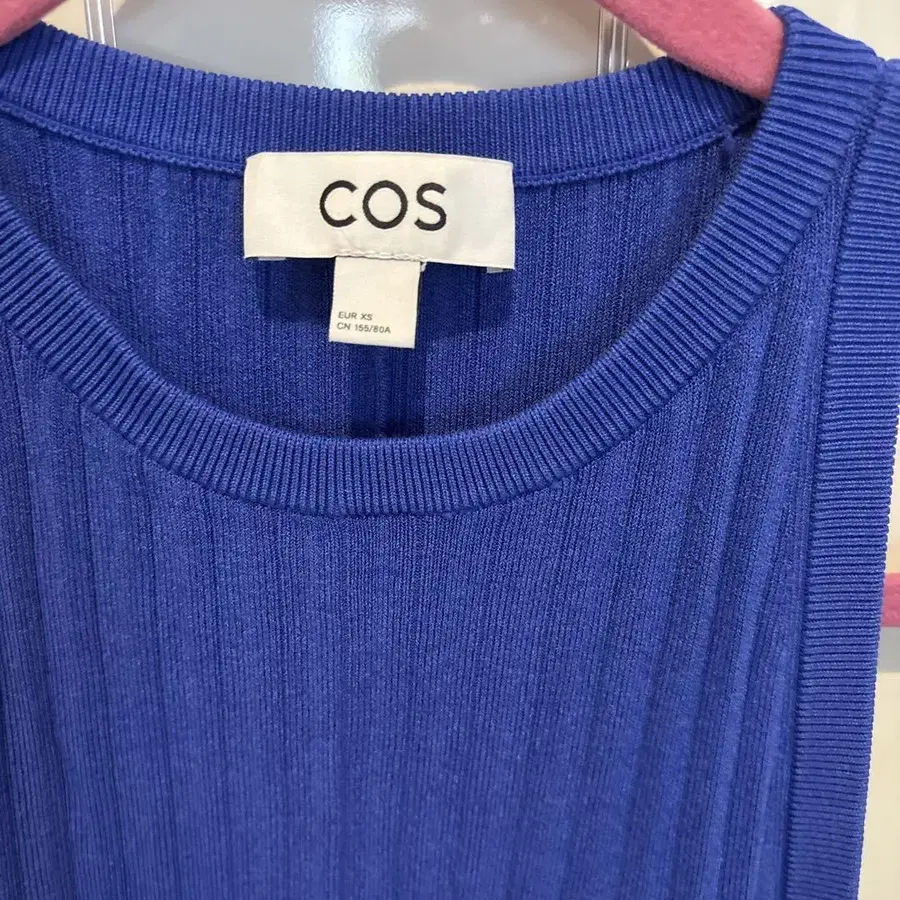 COS
EUR XS
CN 155/80A